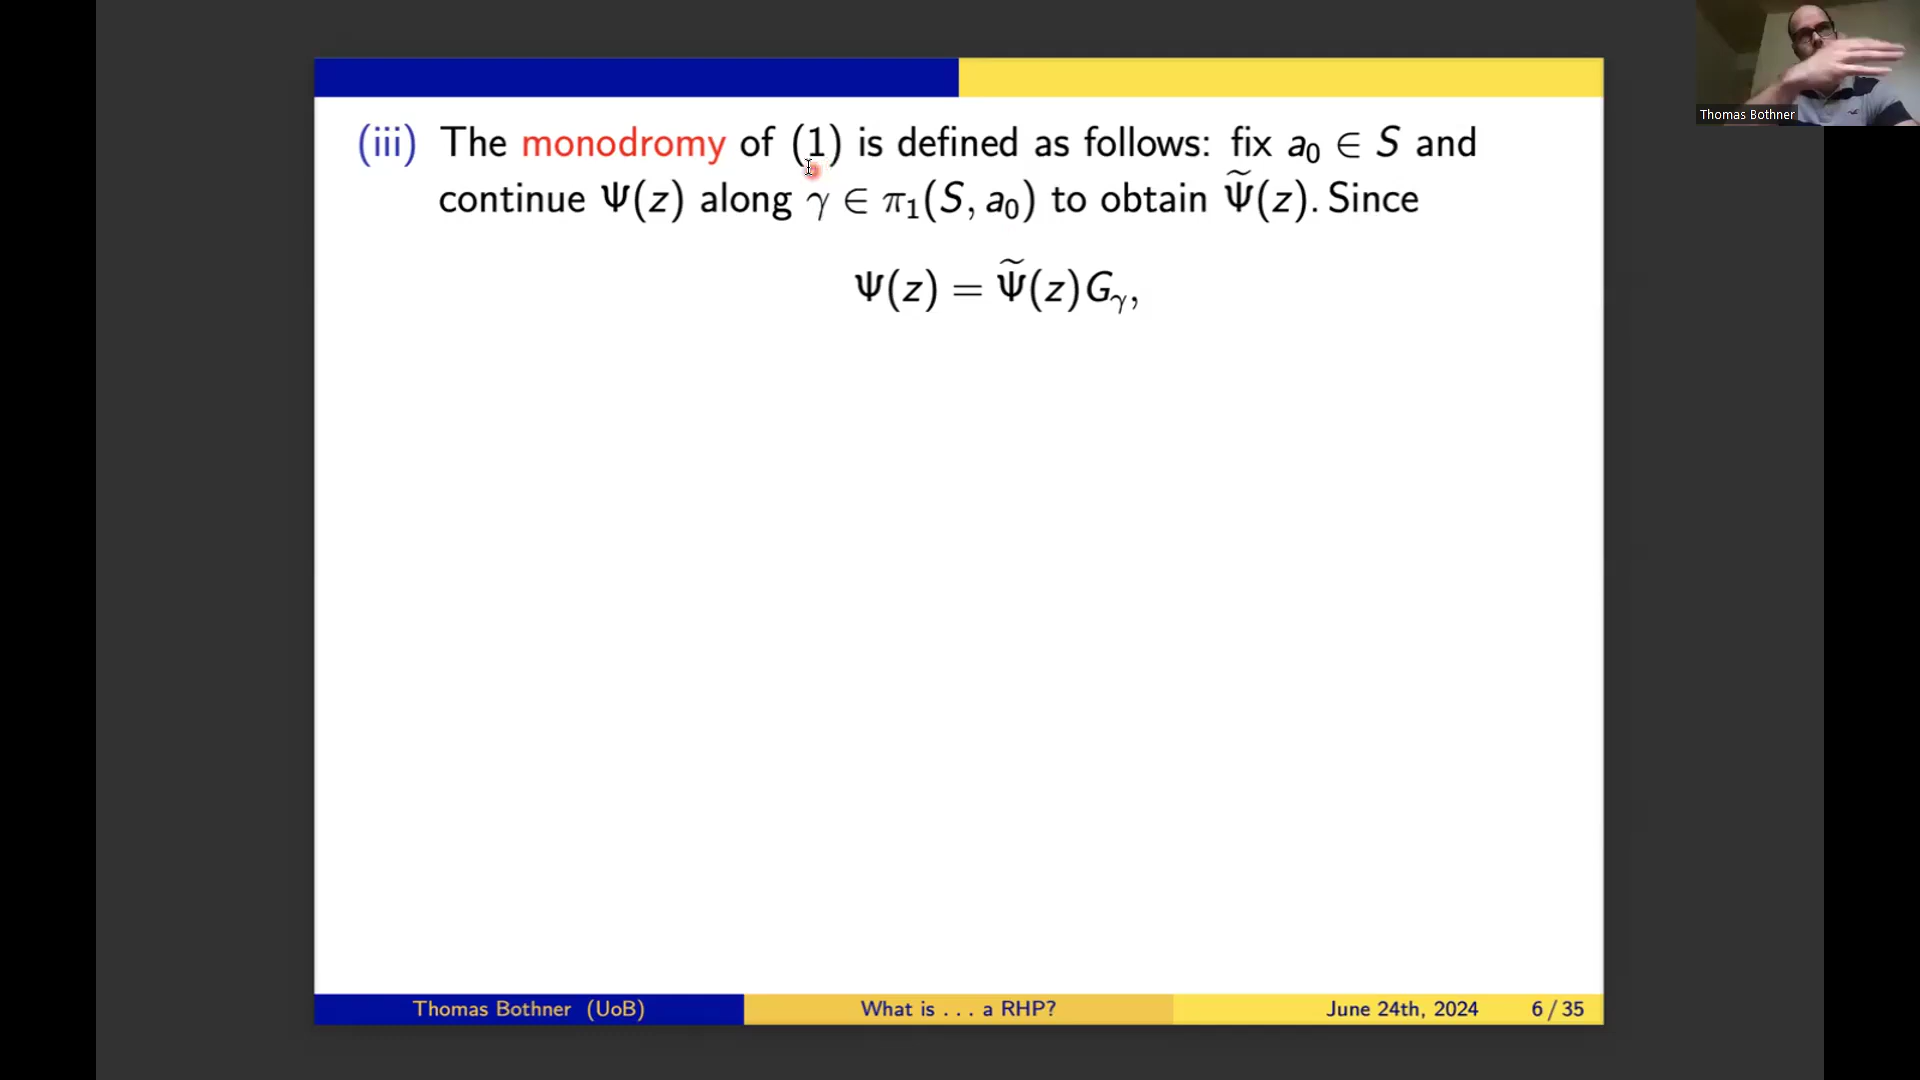 Thomas Bothner
(iii) The monodromy of (1) is defined as follows: fix a₀ ∈ S and
continue Ψ(z) along γ ∈ π₁(S, a₀) to obtain Ψ̃(z). Since
Ψ(z) = Ψ̃(z)G_γ,
Thomas Bothner (UoB) What is . . . a RHP? June 24th, 2024 6 / 35